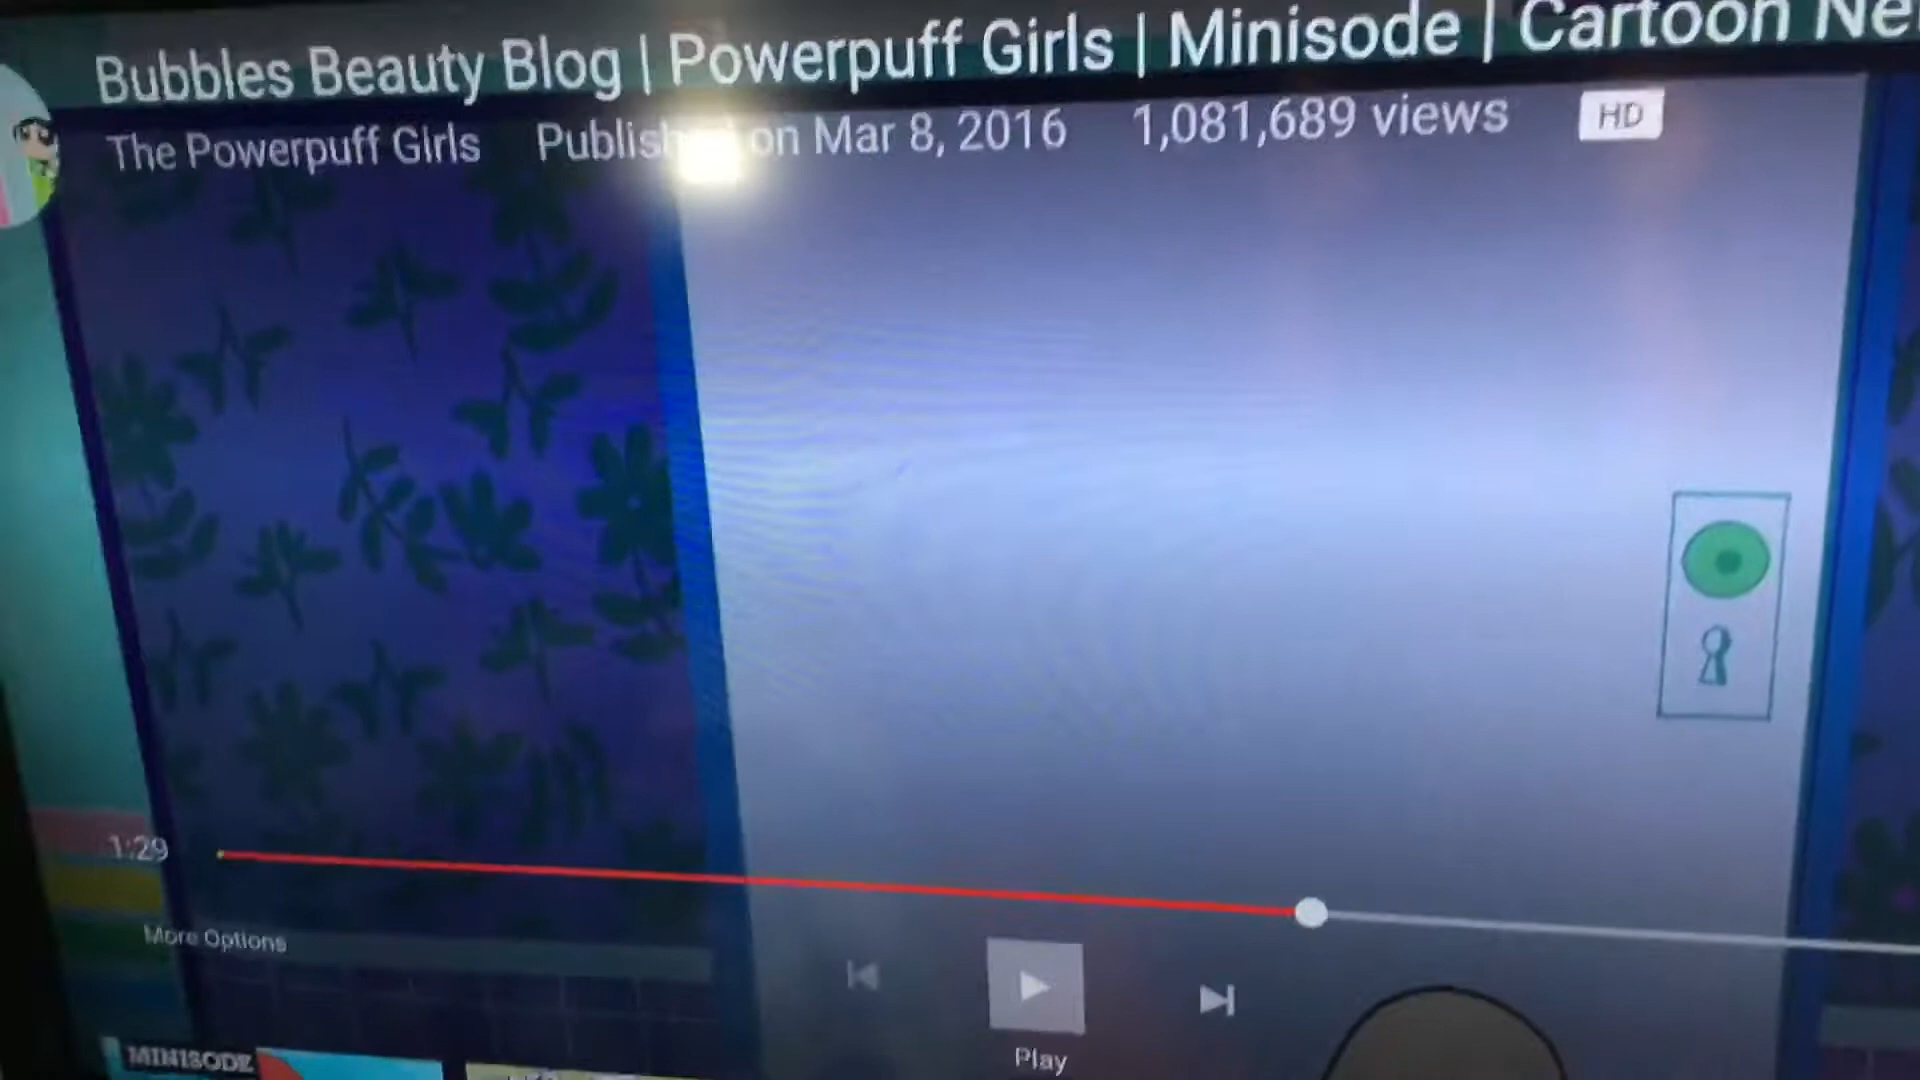 Bubbles Beauty Blog | Powerpuff Girls | Minisode | Cartoon
The Powerpuff Girls on Mar 8, 2016 1,081,689 views HD
1:29
More Options
Play
MINISODE